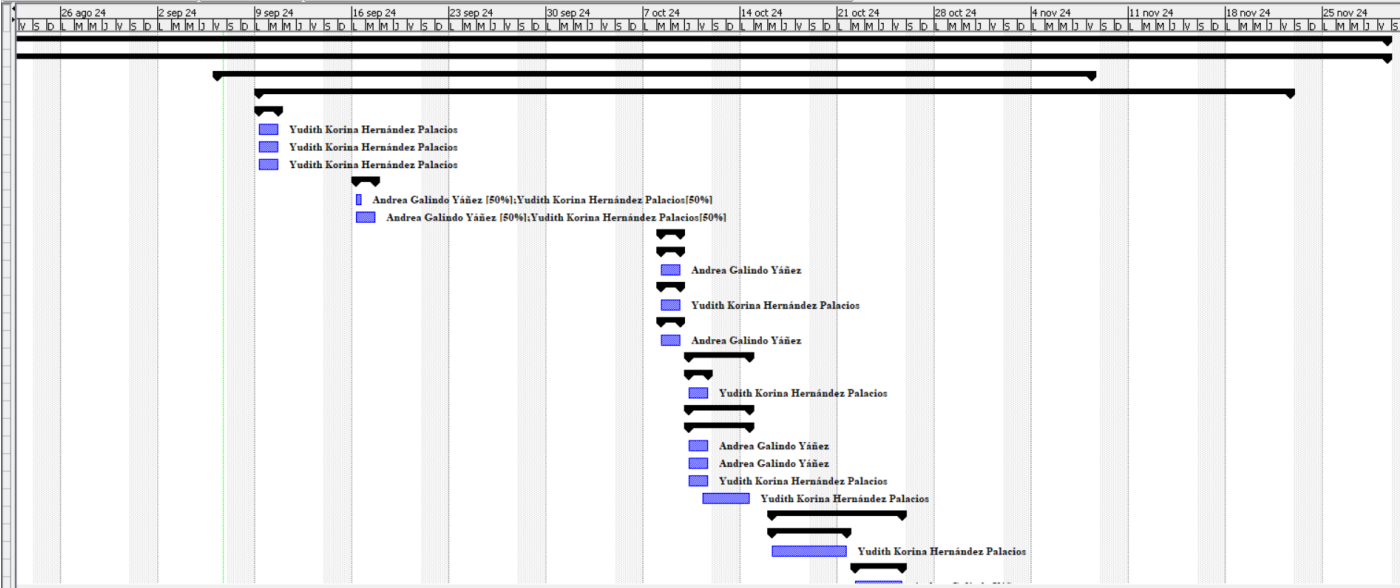 26 ago 24 2 sep 24 9 sep 24 16 sep 24 23 sep 24 30 sep 24 7 oct 24 14 oct 24 21 oct 24 28 oct 24 4 nov 24 11 nov 24 18 nov 24 25 nov 24
V S D L M M J V S D L M M J V S D L M M J V S D L M M J V S D L M M J V S D L M M J V S D L M M J V S D L M M J V S D L M M J V S D L M M J V S D L M M J V S D L M M J V S D L M M J V S D L M M J V S
Yudith Korina Hernández Palacios
Yudith Korina Hernández Palacios
Yudith Korina Hernández Palacios
Andrea Galindo Yáñez [50%];Yudith Korina Hernández Palacios[50%]
Andrea Galindo Yáñez [50%];Yudith Korina Hernández Palacios[50%]
Andrea Galindo Yáñez
Yudith Korina Hernández Palacios
Andrea Galindo Yáñez
Yudith Korina Hernández Palacios
Andrea Galindo Yáñez
Andrea Galindo Yáñez
Yudith Korina Hernández Palacios
Yudith Korina Hernández Palacios
Yudith Korina Hernández Palacios